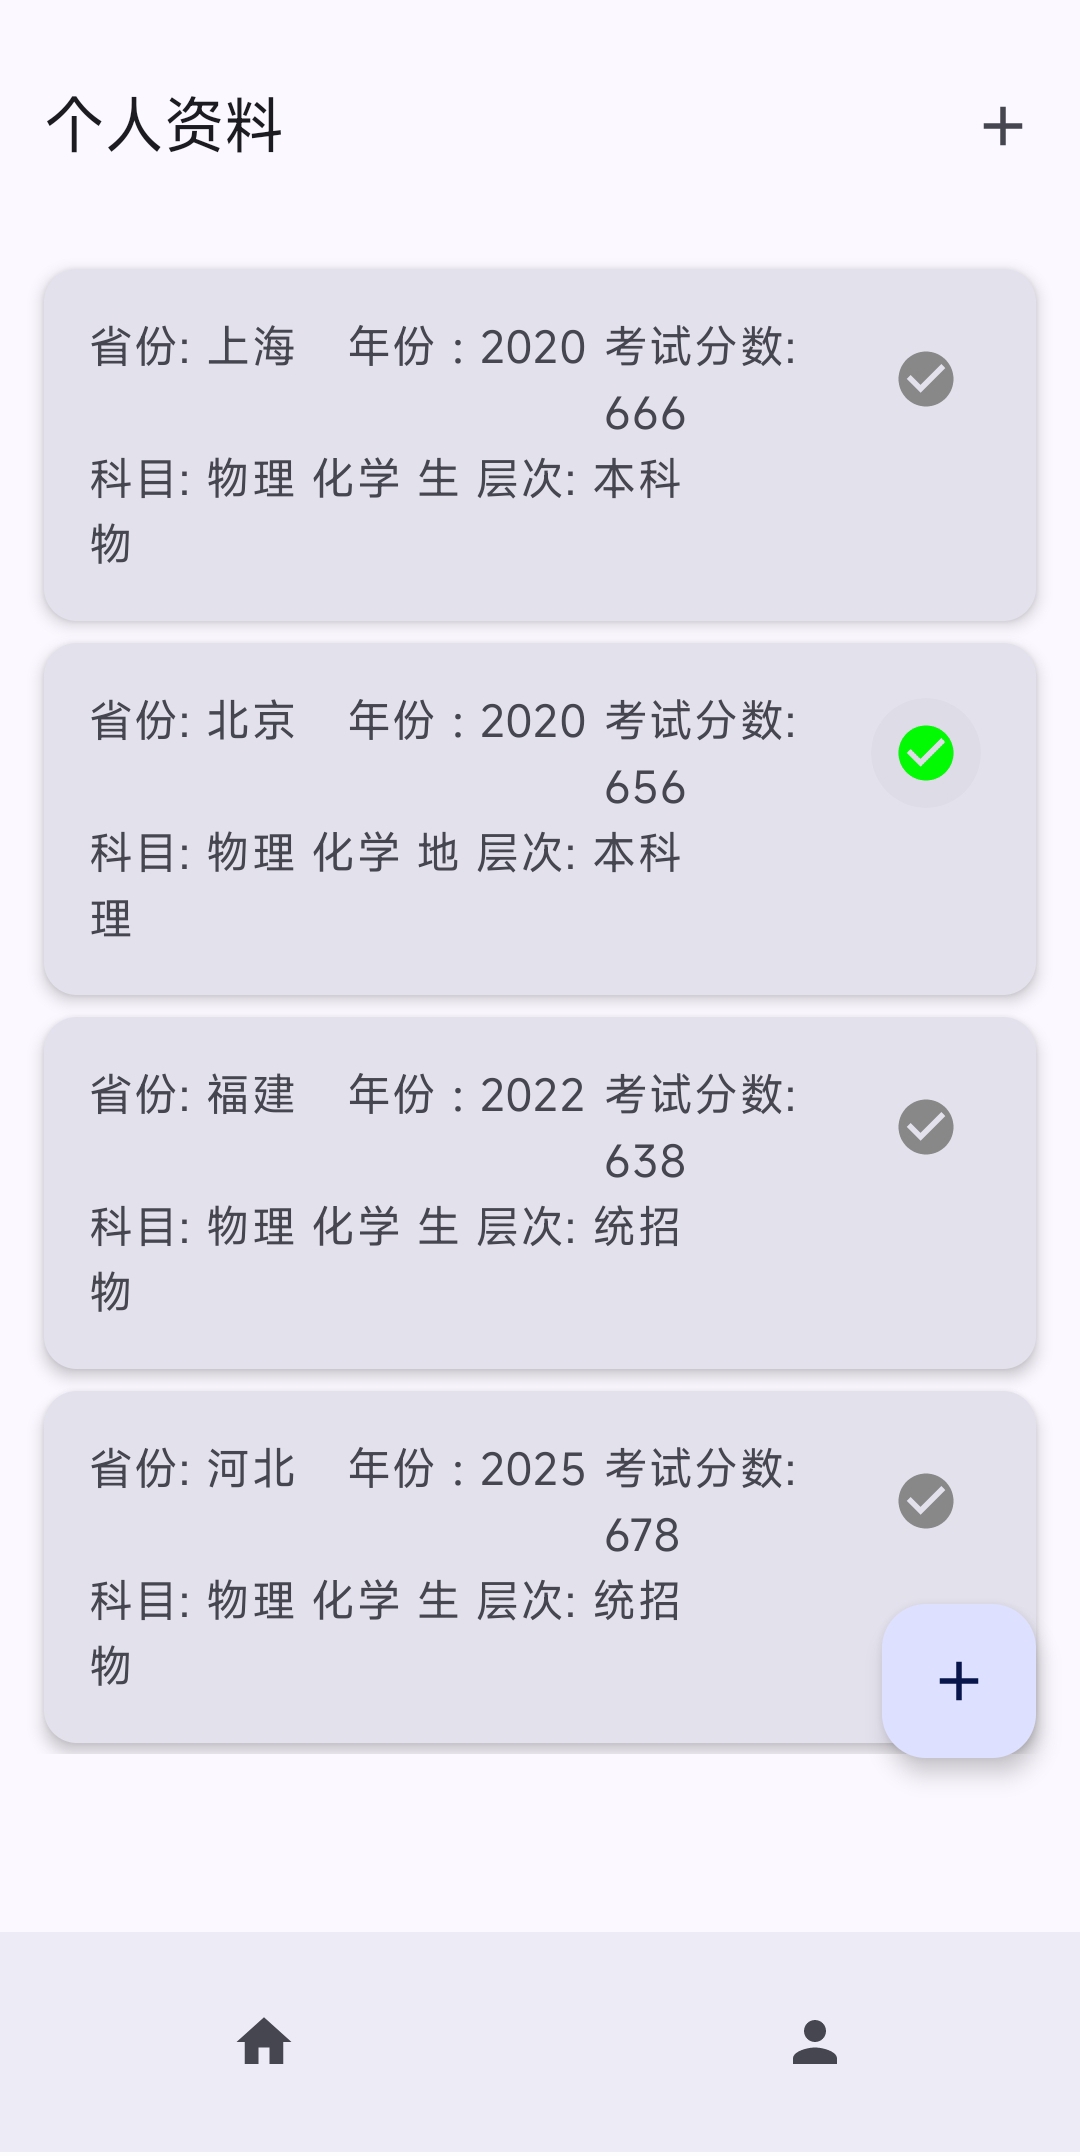 个人资料
省份: 上海 年份 : 2020 考试分数:
666
科目: 物理 化学 生 层次: 本科
物
省份: 北京 年份 : 2020 考试分数:
656
科目: 物理 化学 地 层次: 本科
理
省份: 福建 年份 : 2022 考试分数:
638
科目: 物理 化学 生 层次: 统招
物
省份: 河北 年份 : 2025 考试分数:
678
科目: 物理 化学 生 层次: 统招
物